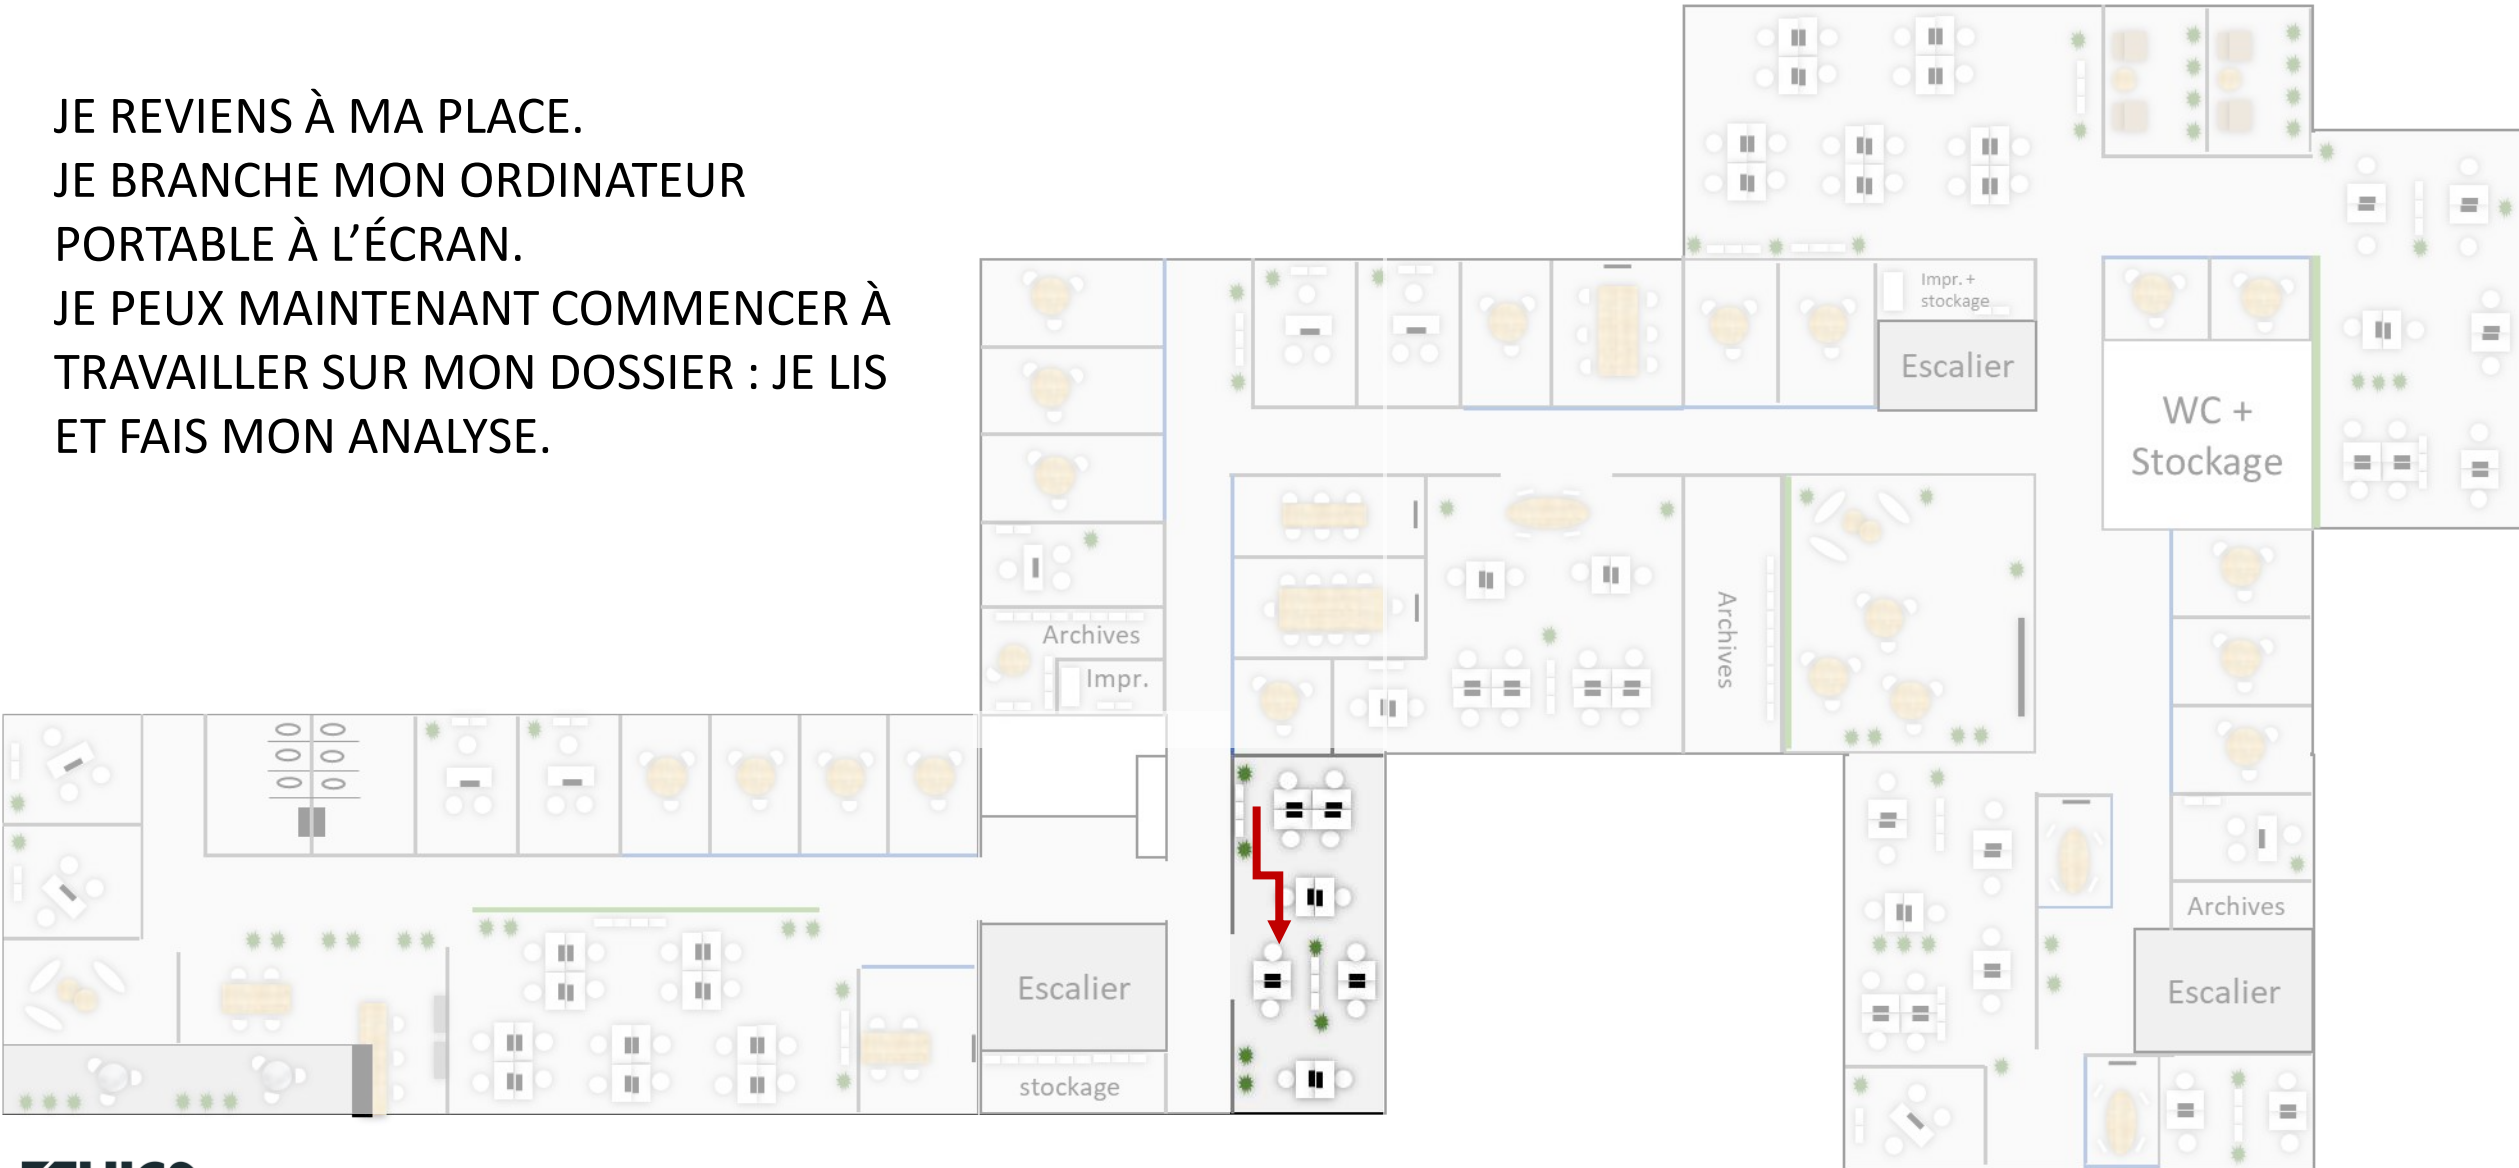 JE REVIENS À MA PLACE.
JE BRANCHE MON ORDINATEUR
PORTABLE À L’ÉCRAN.
JE PEUX MAINTENANT COMMENCER À
TRAVAILLER SUR MON DOSSIER : JE LIS
ET FAIS MON ANALYSE.
Impr. +
stockage
Escalier
WC +
Stockage
Archives
Archives
Impr.
Archives
Escalier
Escalier
stockage